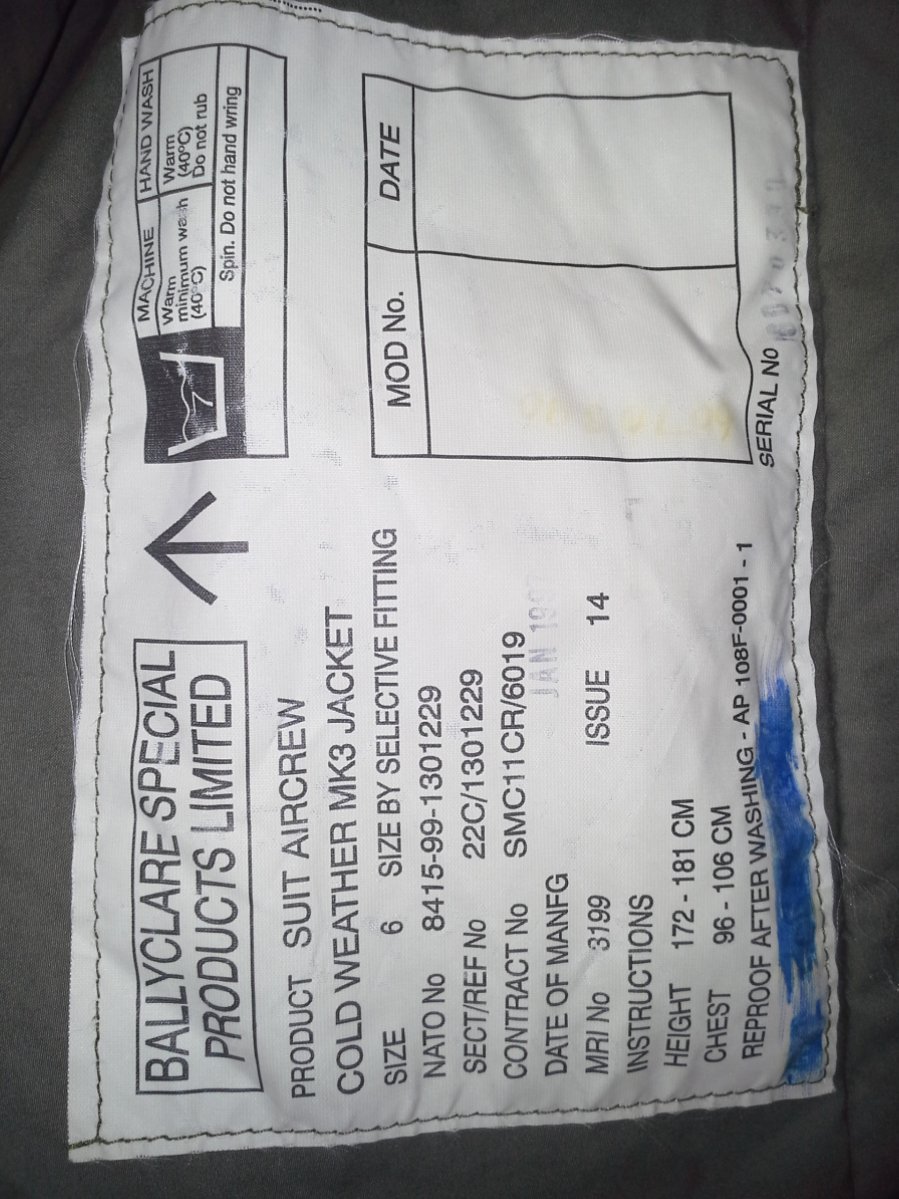 BALLYCLARE SPECIAL
PRODUCTS LIMITED
PRODUCT SUIT AIRCREW
COLD WEATHER MK3 JACKET
SIZE 6 SIZE BY SELECTIVE FITTING
NATO No 8415-99-1301229
SECT/REF No 22C/1301229
CONTRACT No SMC11CR/6019
DATE OF MANFG JAN
MRI No 3199 ISSUE 14
INSTRUCTIONS
HEIGHT 172 - 181 CM
CHEST 96 - 106 CM
REPROOF AFTER WASHING - AP 108F-0001 - 1
7
MACHINE HAND WASH
Warm Warm
minimum wash (40°C)
(40°C) Do not rub
Spin. Do not hand wring
MOD No. DATE
SERIAL No